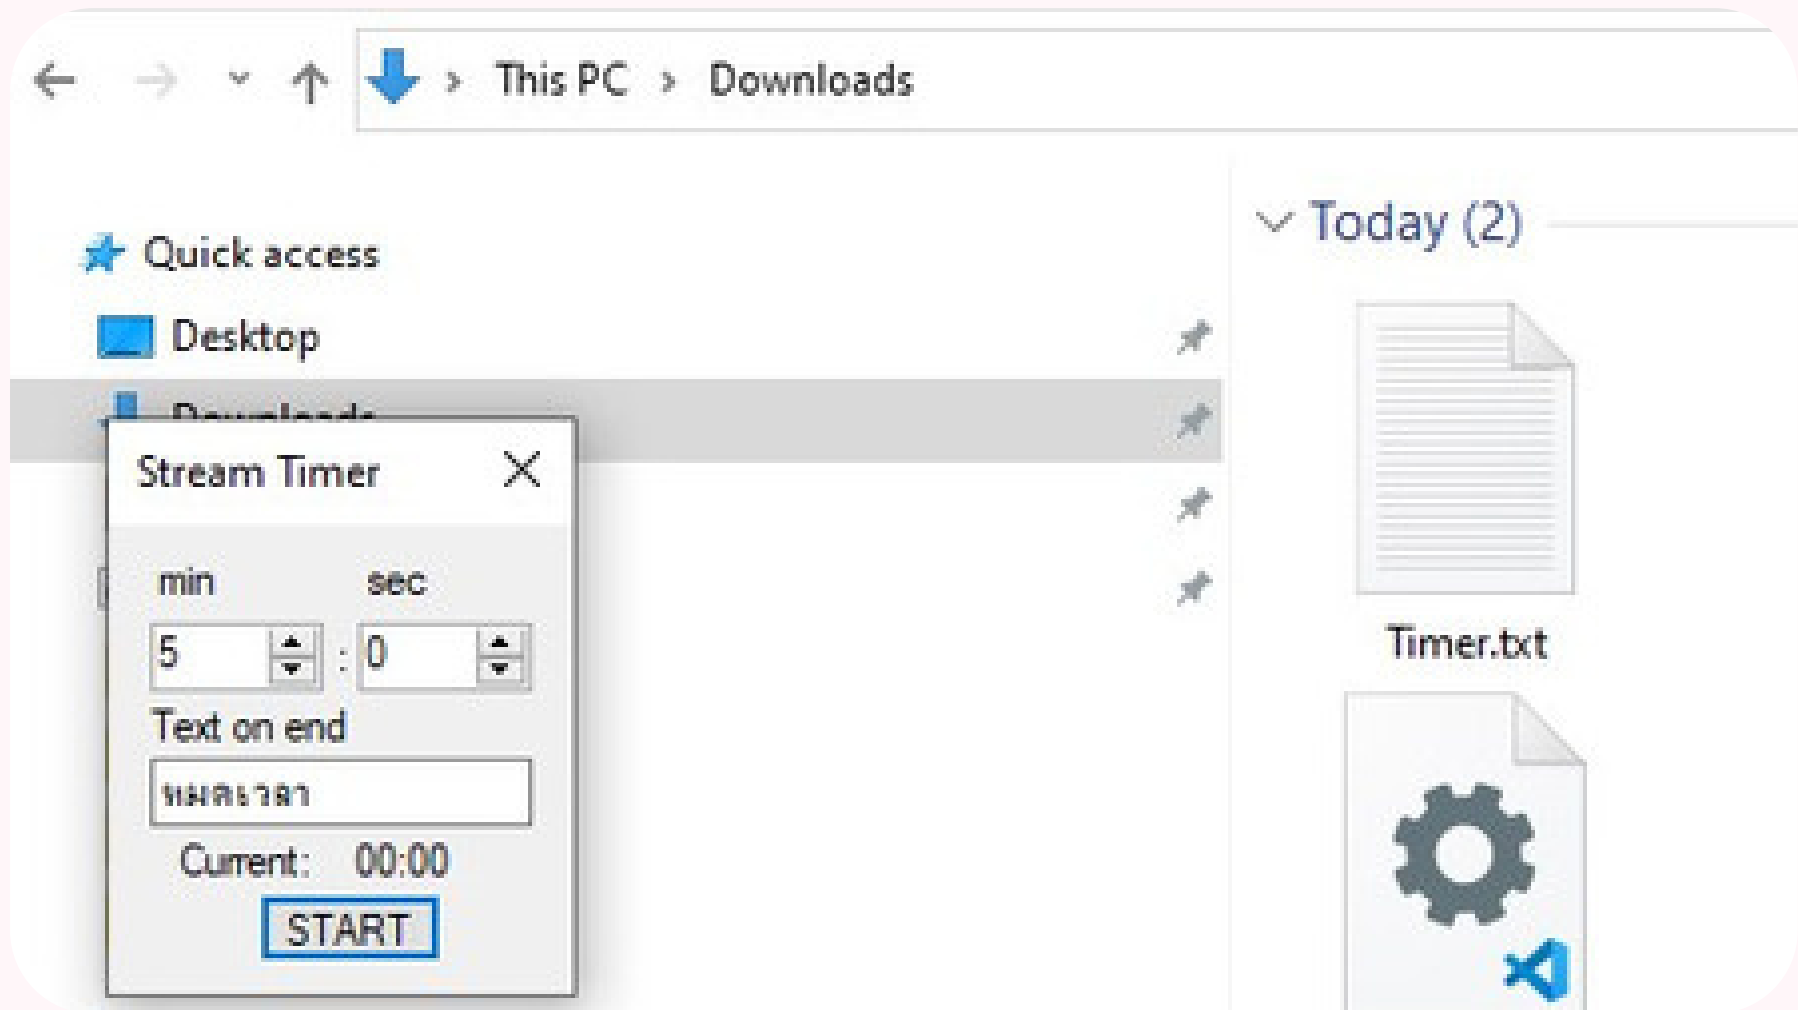 This PC > Downloads
Quick access
Desktop
Downloads
Today (2)
Timer.txt
Stream Timer
min sec
5 : 0
Text on end
หมดเวลา
Current: 00:00
START